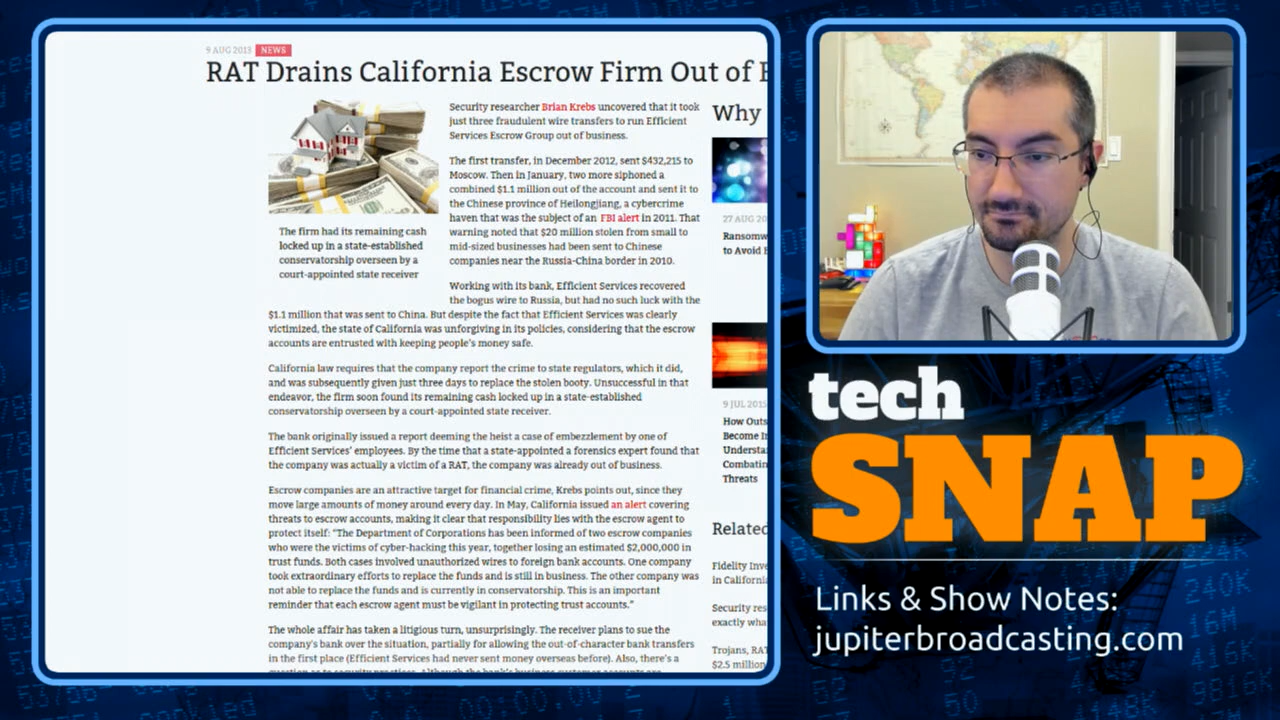 9 AUG 2013 NEWS
RAT Drains California Escrow Firm Out of
The firm had its remaining cash
locked up in a state-established
conservatorship overseen by a
court-appointed state receiver
Security researcher Brian Krebs uncovered that it took
just three fraudulent wire transfers to run Efficient
Services Escrow Group out of business.
The first transfer, in December 2012, sent $432,215 to
Moscow. Then in January, two more siphoned a
combined $1.1 million out of the account and sent it to
the Chinese province of Heilongjiang, a cybercrime
haven that was the subject of an FBI alert in 2011. That
warning noted that $20 million stolen from small to
mid-sized businesses had been sent to Chinese
companies near the Russia-China border in 2010.
Working with its bank, Efficient Services recovered
the bogus wire to Russia, but had no such luck with the
$1.1 million that was sent to China. But despite the fact that Efficient Services was clearly
victimized, the state of California was unforgiving in its policies, considering that the escrow
accounts are entrusted with keeping people's money safe.
California law requires that the company report the crime to state regulators, which it did,
and was subsequently given just three days to replace the stolen booty. Unsuccessful in that
endeavor, the firm soon found its remaining cash locked up in a state-established
conservatorship overseen by a court-appointed state receiver.
The bank originally issued a report deeming the heist a case of embezzlement by one of
Efficient Services' employees. By the time that a state-appointed a forensics expert found that
the company was actually a victim of a RAT, the company was already out of business.
Escrow companies are an attractive target for financial crime, Krebs points out, since they
move large amounts of money around every day. In May, California issued an alert covering
threats to escrow accounts, making it clear that responsibility lies with the escrow agent to
protect itself: "The Department of Corporations has been informed of two escrow companies
who were the victims of cyber-hacking this year, together losing an estimated $2,000,000 in
trust funds. Both cases involved unauthorized wires to foreign bank accounts. One company
took extraordinary efforts to replace the funds and is still in business. The other company was
not able to replace the funds and is currently in conservatorship. This is an important
reminder that each escrow agent must be vigilant in protecting trust accounts."
The whole affair has taken a litigious turn, unsurprisingly. The receiver plans to sue the
company's bank over the situation, partially for allowing the out-of-character bank transfers
in the first place (Efficient Services had never sent money overseas before). Also, there's a
Why
27 AUG 20
Ransomw
to Avoid
9 JUL 2015
How Outs
Become
Understa
Combatin
Threats
Related
Fidelity Inve
in California
Security res
exactly wha
Trojans, RAT
$2.5 million
tech
SNAP
Links & Show Notes:
jupiterbroadcasting.com